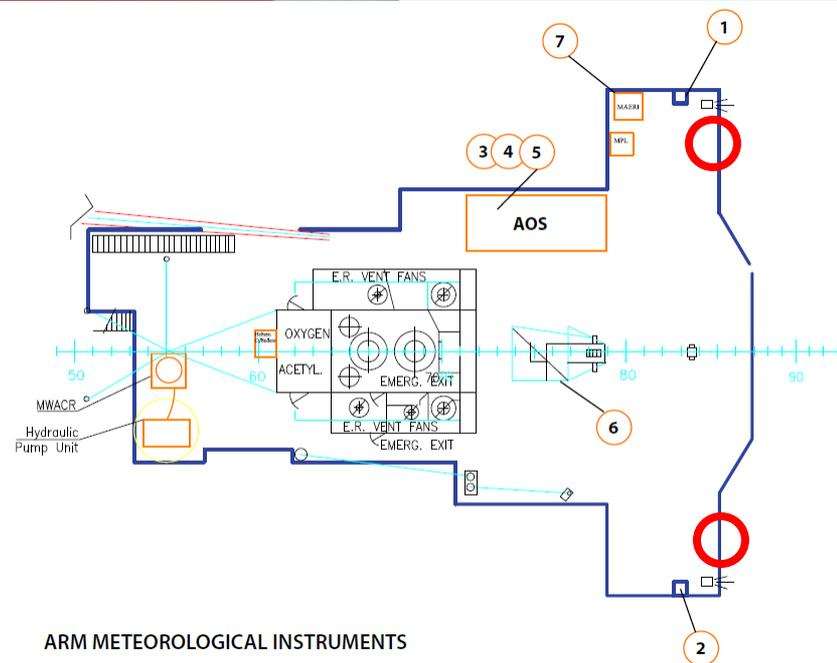 1
7
MAERI
MPL
3 4 5
AOS
E.R. VENT FANS
OXYGEN
ACETYL.
EMERG. EXIT
50
60
70
80
90
MWACR
6
E.R. VENT FANS
EMERG. EXIT
Hydraulic
Pump Unit
2
ARM METEOROLOGICAL INSTRUMENTS